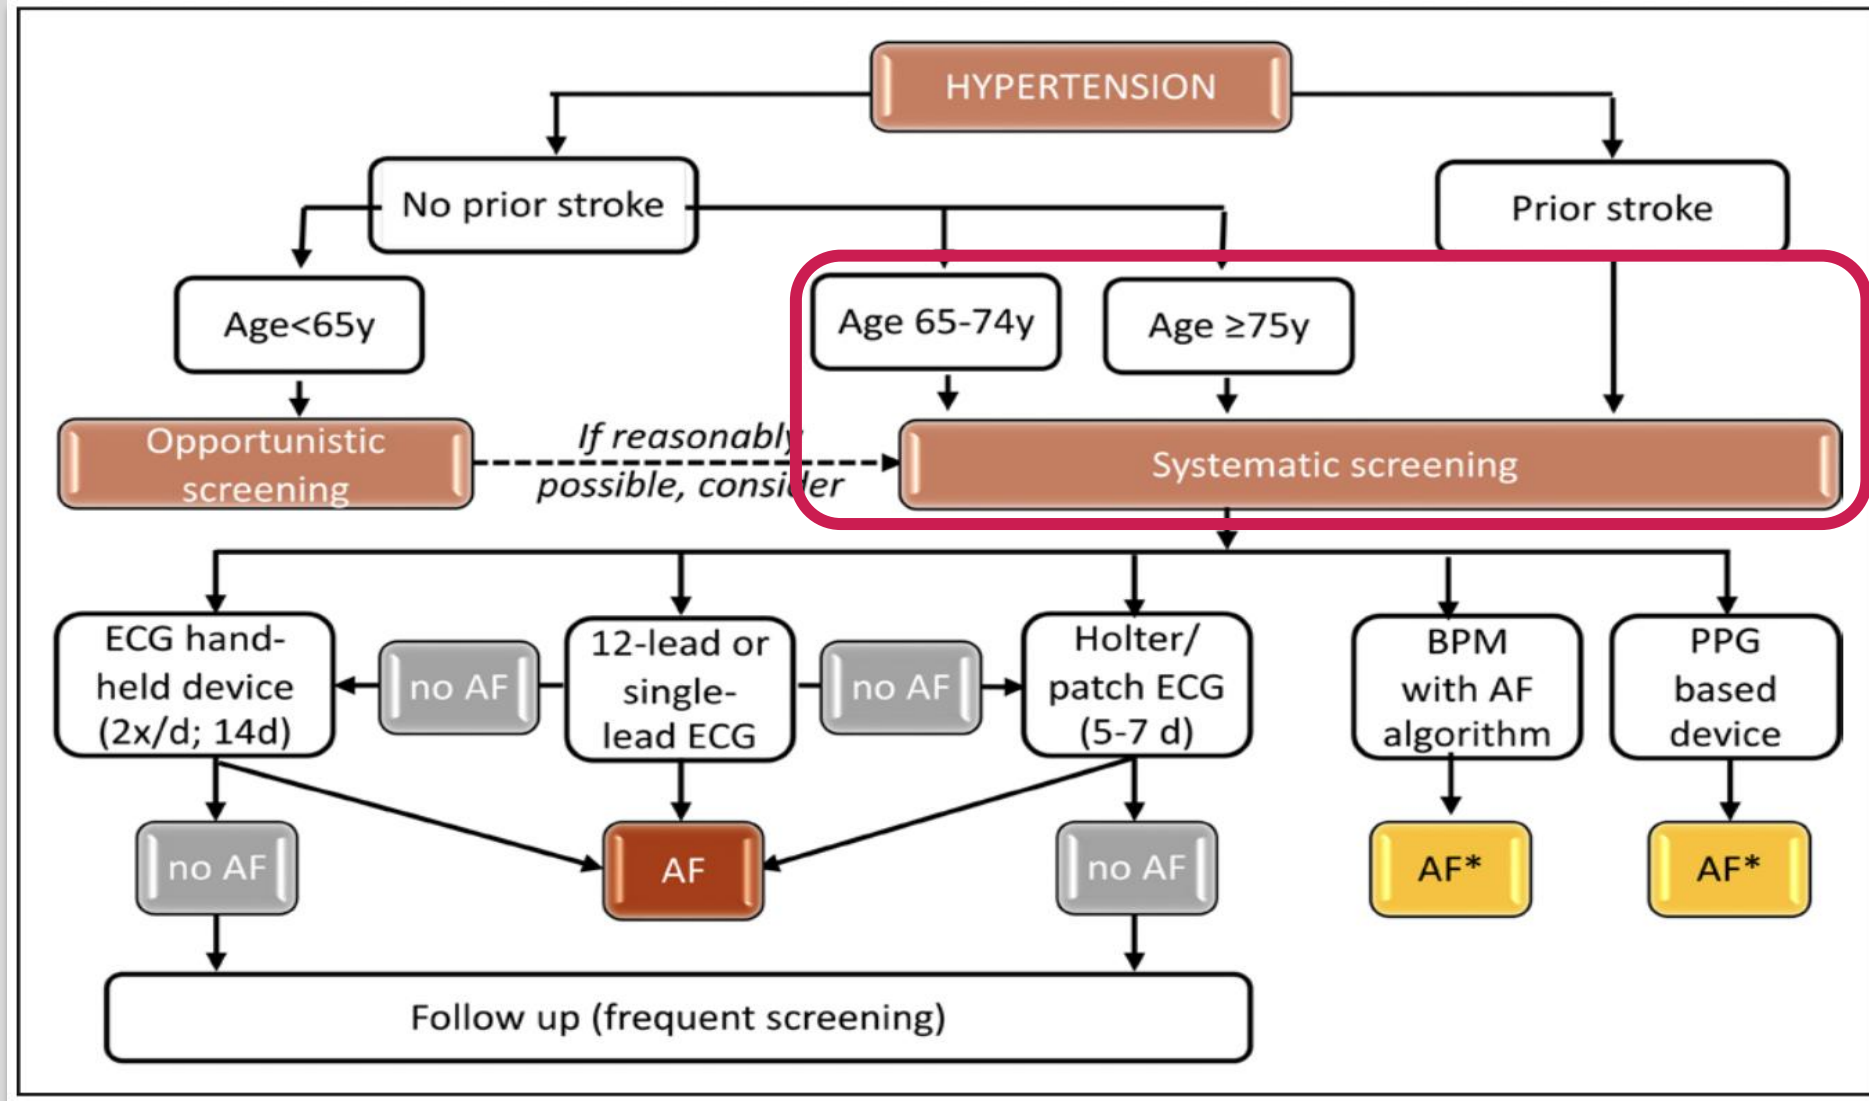 HYPERTENSION
No prior stroke
Prior stroke
Age<65y
Age 65-74y
Age ≥75y
Opportunistic
screening
If reasonably
possible, consider
Systematic screening
ECG hand-
held device
(2x/d; 14d)
no AF
12-lead or
single-
lead ECG
no AF
Holter/
patch ECG
(5-7 d)
BPM
with AF
algorithm
PPG
based
device
no AF
AF
no AF
AF*
AF*
Follow up (frequent screening)